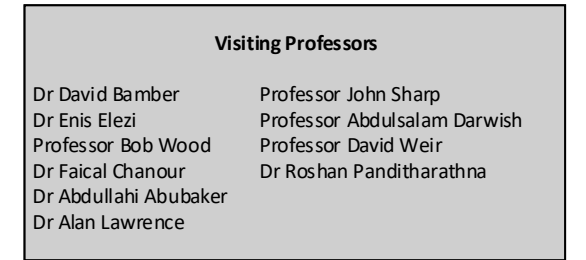 Visiting Professors
Dr David Bamber
Dr Enis Elezi
Professor Bob Wood
Dr Faical Chanour
Dr Abdullahi Abubaker
Dr Alan Lawrence
Professor John Sharp
Professor Abdulsalam Darwish
Professor David Weir
Dr Roshan Panditharathna